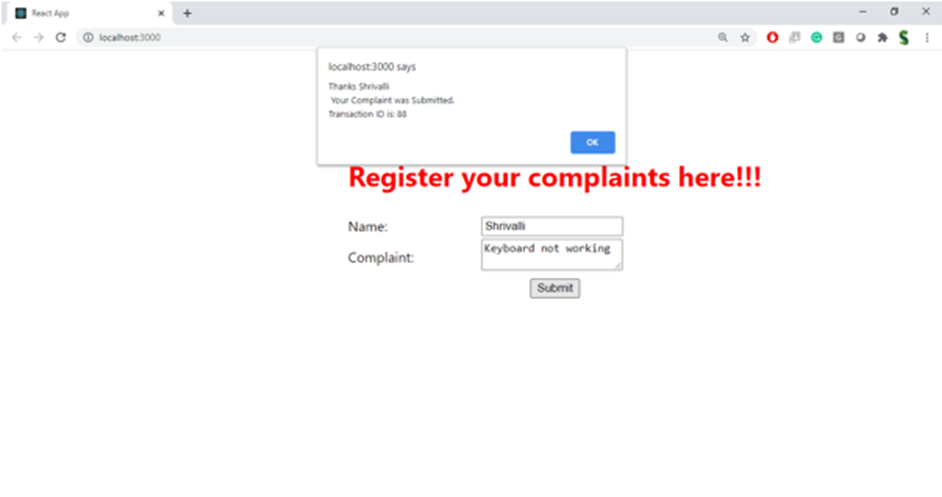 React App
localhost:3000
localhost:3000 says
Thanks Shrivalli
Your Complaint was Submitted.
Transaction ID is: 88
OK
Register your complaints here!!!
Name:
Shrivalli
Complaint:
Keyboard not working
Submit